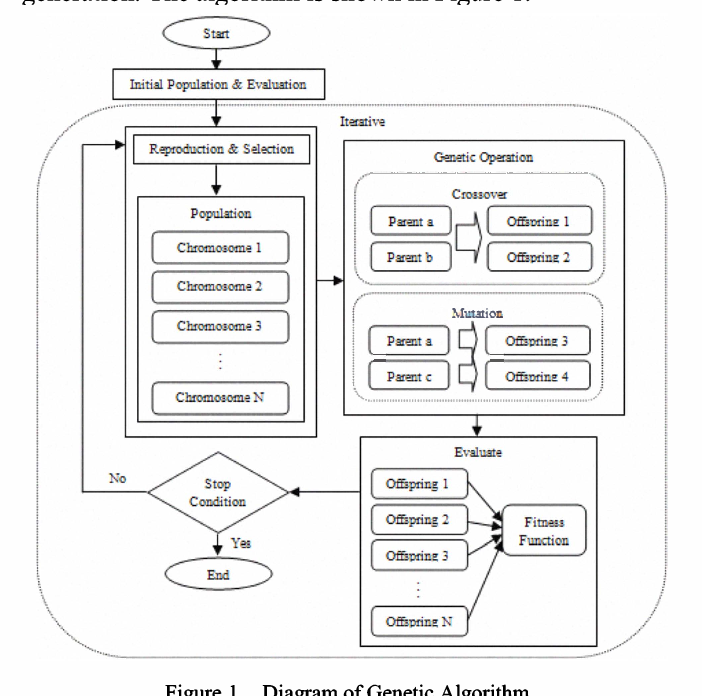 generation. The algorithm is shown in Figure 1.
Start
Initial Population & Evaluation
Iterative
Reproduction & Selection
Population
Chromosome 1
Chromosome 2
Chromosome 3
⋮
Chromosome N
Genetic Operation
Crossover
Parent a
Offspring 1
Parent b
Offspring 2
Mutation
Parent a
Offspring 3
Parent c
Offspring 4
Evaluate
Offspring 1
Offspring 2
Offspring 3
⋮
Offspring N
Fitness
Function
Stop
Condition
No
Yes
End
Figure 1. Diagram of Genetic Algorithm